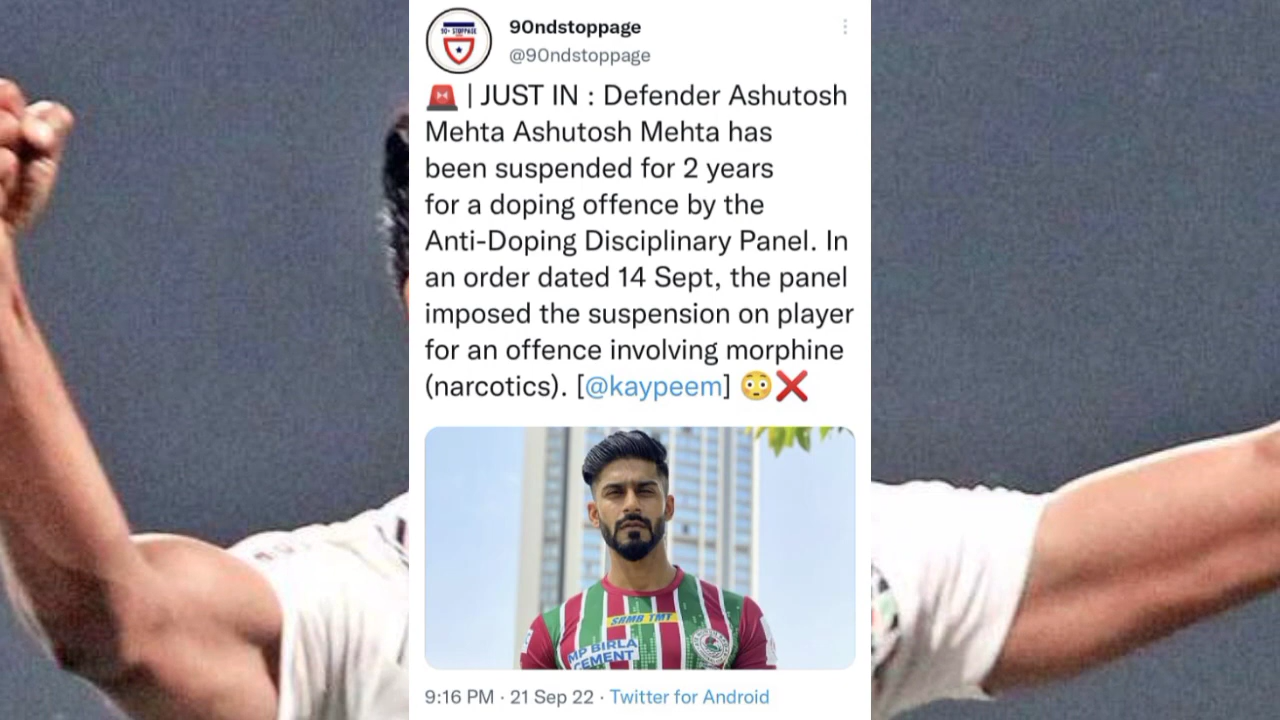 90+ STOPPAGE
90ndstoppage
@90ndstoppage
🚨 | JUST IN : Defender Ashutosh
Mehta Ashutosh Mehta has
been suspended for 2 years
for a doping offence by the
Anti-Doping Disciplinary Panel. In
an order dated 14 Sept, the panel
imposed the suspension on player
for an offence involving morphine
(narcotics). [@kaypeem] 😳❌
SRMB TMT
MP BIRLA
CEMENT
9:16 PM · 21 Sep 22 · Twitter for Android